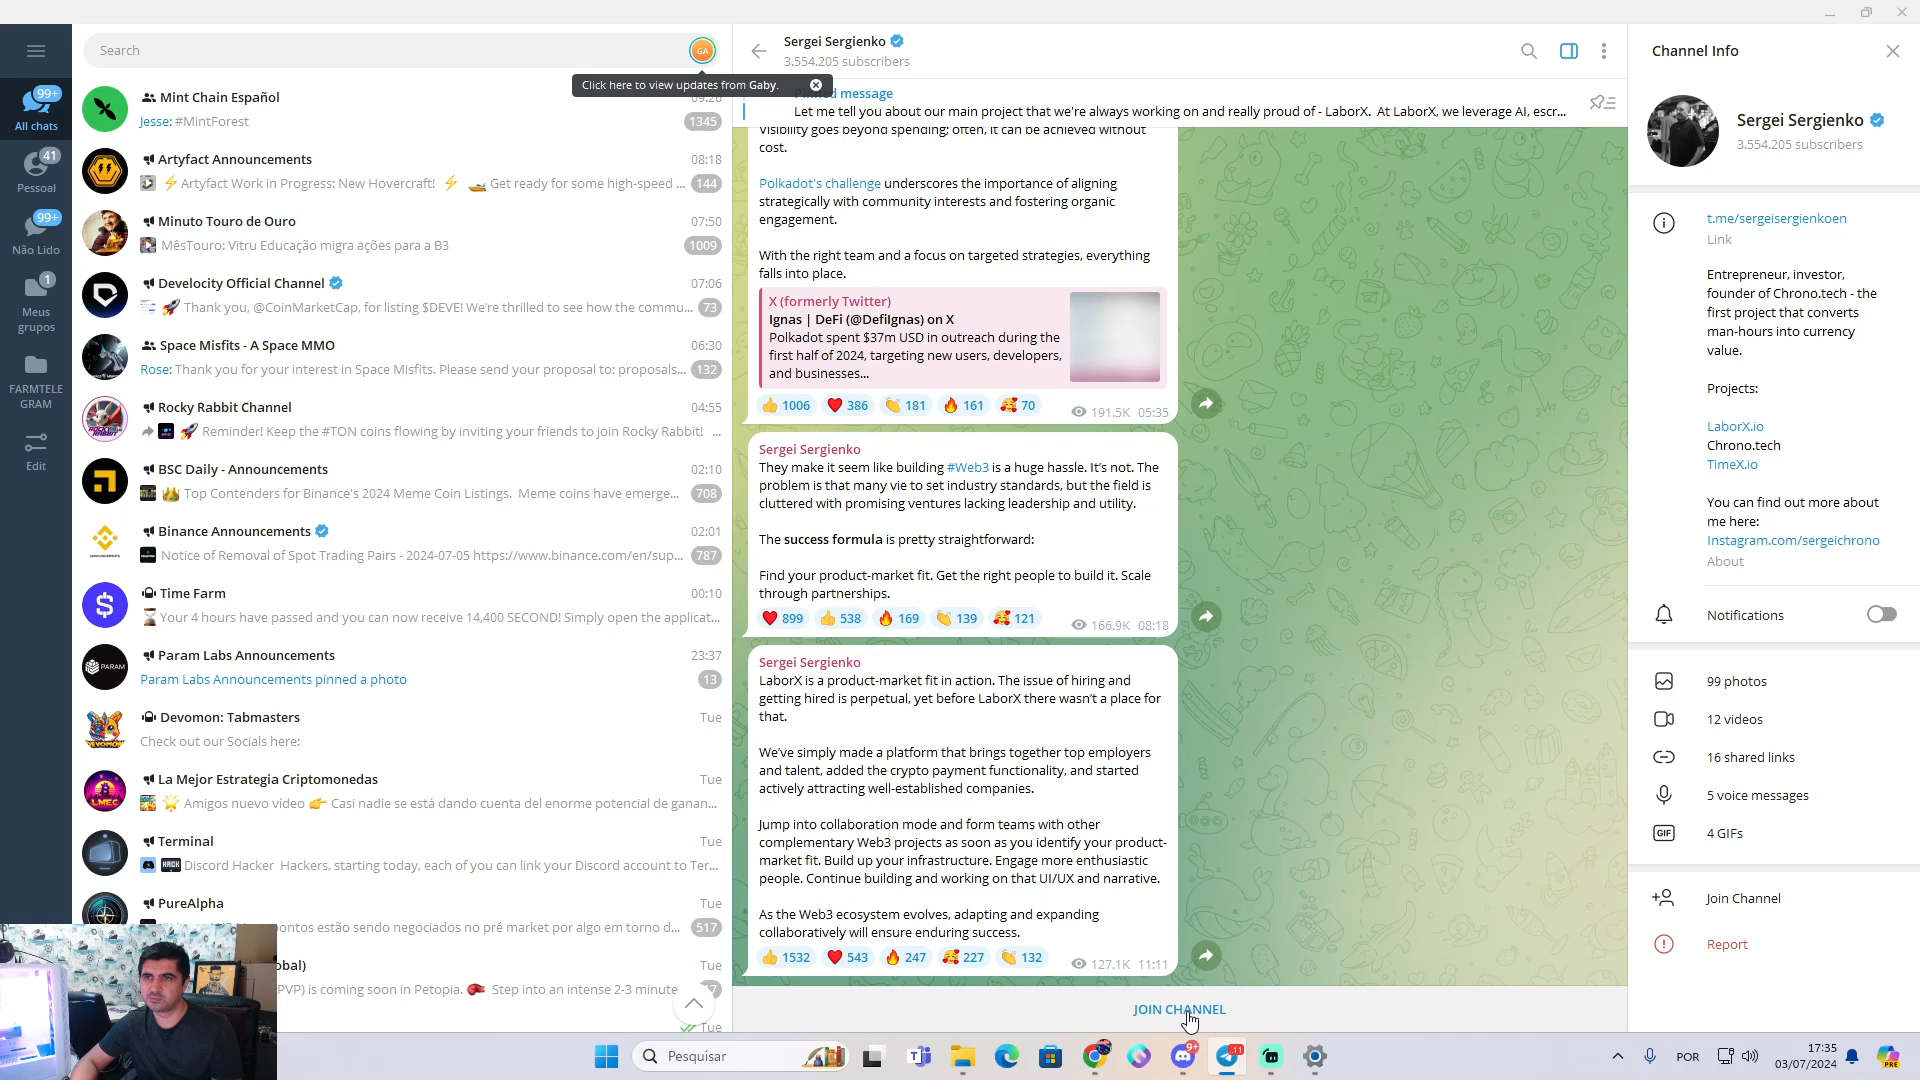 Search
GA
Click here to view updates from Gaby.
99+
All chats
41
Pessoal
99+
Não Lido
1
Meus
grupos
FARMTELE
GRAM
Edit
Mint Chain Español
09:26
Jesse: #MintForest
1345
Artyfact Announcements
08:18
⚡ Artyfact Work in Progress: New Hovercraft! ⚡ 🚤 Get ready for some high-speed ...
144
Minuto Touro de Ouro
07:50
MêsTouro: Vitru Educação migra ações para a B3
1009
Develocity Official Channel
07:06
🚀 Thank you, @CoinMarketCap, for listing $DEVE! We're thrilled to see how the commu...
73
Space Misfits - A Space MMO
06:30
Rose: Thank you for your interest in Space Misfits. Please send your proposal to: proposals...
132
Rocky Rabbit Channel
04:55
🚀 Reminder! Keep the #TON coins flowing by inviting your friends to join Rocky Rabbit! ...
BSC Daily - Announcements
02:10
Top Contenders for Binance's 2024 Meme Coin Listings. Meme coins have emerge...
708
Binance Announcements
02:01
Notice of Removal of Spot Trading Pairs - 2024-07-05 https://www.binance.com/en/sup...
787
Time Farm
00:10
⏳ Your 4 hours have passed and you can now receive 14,400 SECOND! Simply open the applicat...
PARAM
Param Labs Announcements
23:37
Param Labs Announcements pinned a photo
13
Devomon: Tabmasters
Tue
Check out our Socials here:
LMEC
La Mejor Estrategia Criptomonedas
Tue
🌟 Amigos nuevo vídeo 👉 Casi nadie se está dando cuenta del enorme potencial de ganan...
Terminal
Tue
HACK Discord Hacker Hackers, starting today, each of you can link your Discord account to Ter...
PureAlpha
Tue
ontos estão sendo negociados no pré market por algo em torno d...
517
obal)
Tue
PVP) is coming soon in Petopia. 🥊 Step into an intense 2-3 minute
Tue
Sergei Sergienko
3.554.205 subscribers
message
Let me tell you about our main project that we're always working on and really proud of - LaborX. At LaborX, we leverage AI, escr...
visibility goes beyond spending; often, it can be achieved without
cost.
Polkadot's challenge underscores the importance of aligning
strategically with community interests and fostering organic
engagement.
With the right team and a focus on targeted strategies, everything
falls into place.
X (formerly Twitter)
Ignas | DeFi (@DefiIgnas) on X
Polkadot spent $37m USD in outreach during the
first half of 2024, targeting new users, developers,
and businesses...
👍 1006 ❤️ 386 👏 181 🔥 161 🥰 70
191.5K 05:35
Sergei Sergienko
They make it seem like building #Web3 is a huge hassle. It's not. The
problem is that many vie to set industry standards, but the field is
cluttered with promising ventures lacking leadership and utility.
The success formula is pretty straightforward:
Find your product-market fit. Get the right people to build it. Scale
through partnerships.
❤️ 899 👍 538 🔥 169 👏 139 🥰 121
166.9K 08:18
Sergei Sergienko
LaborX is a product-market fit in action. The issue of hiring and
getting hired is perpetual, yet before LaborX there wasn't a place for
that.
We've simply made a platform that brings together top employers
and talent, added the crypto payment functionality, and started
actively attracting well-established companies.
Jump into collaboration mode and form teams with other
complementary Web3 projects as soon as you identify your product-
market fit. Build up your infrastructure. Engage more enthusiastic
people. Continue building and working on that UI/UX and narrative.
As the Web3 ecosystem evolves, adapting and expanding
collaboratively will ensure enduring success.
👍 1532 ❤️ 543 🔥 247 🥰 227 👏 132
127.1K 11:11
JOIN CHANNEL
Channel Info
Sergei Sergienko
3.554.205 subscribers
t.me/sergeisergienkoen
Link
Entrepreneur, investor,
founder of Chrono.tech - the
first project that converts
man-hours into currency
value.
Projects:
LaborX.io
Chrono.tech
TimeX.io
You can find out more about
me here:
Instagram.com/sergeichrono
About
Notifications
99 photos
12 videos
16 shared links
5 voice messages
GIF
4 GIFs
Join Channel
Report
Pesquisar
9+
11
POR
17:35
03/07/2024
PRE